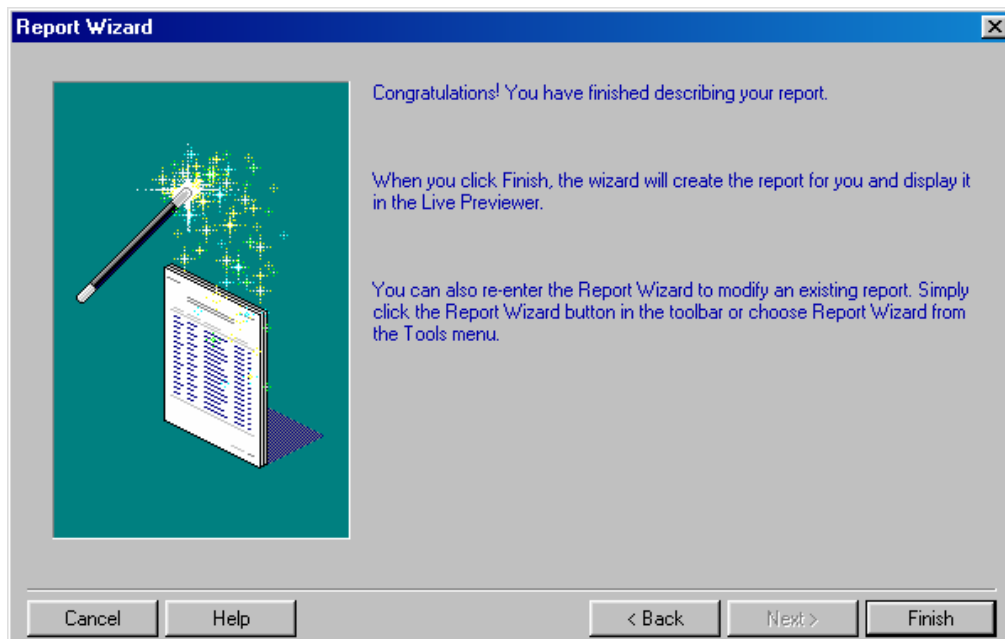 Report Wizard
Congratulations! You have finished describing your report.
When you click Finish, the wizard will create the report for you and display it
in the Live Previewer.
You can also re-enter the Report Wizard to modify an existing report. Simply
click the Report Wizard button in the toolbar or choose Report Wizard from
the Tools menu.
Cancel Help < Back Next > Finish